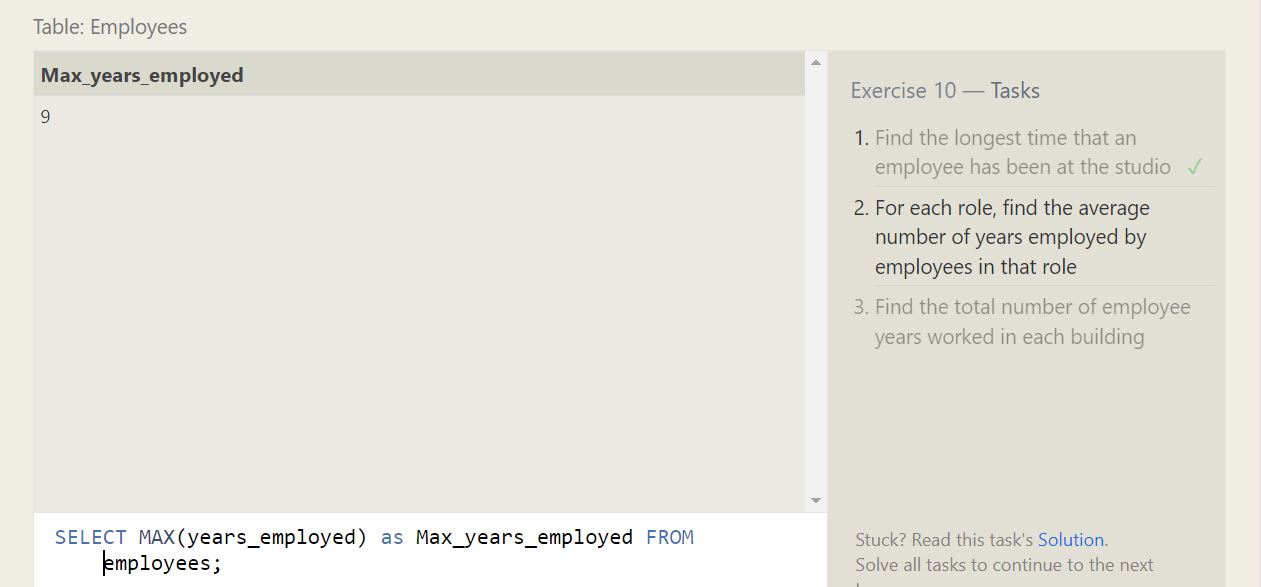 Table: Employees
Max_years_employed
9
Exercise 10 — Tasks
1. Find the longest time that an
employee has been at the studio ✓
2. For each role, find the average
number of years employed by
employees in that role
3. Find the total number of employee
years worked in each building
SELECT MAX(years_employed) as Max_years_employed FROM
employees;
Stuck? Read this task's Solution.
Solve all tasks to continue to the next